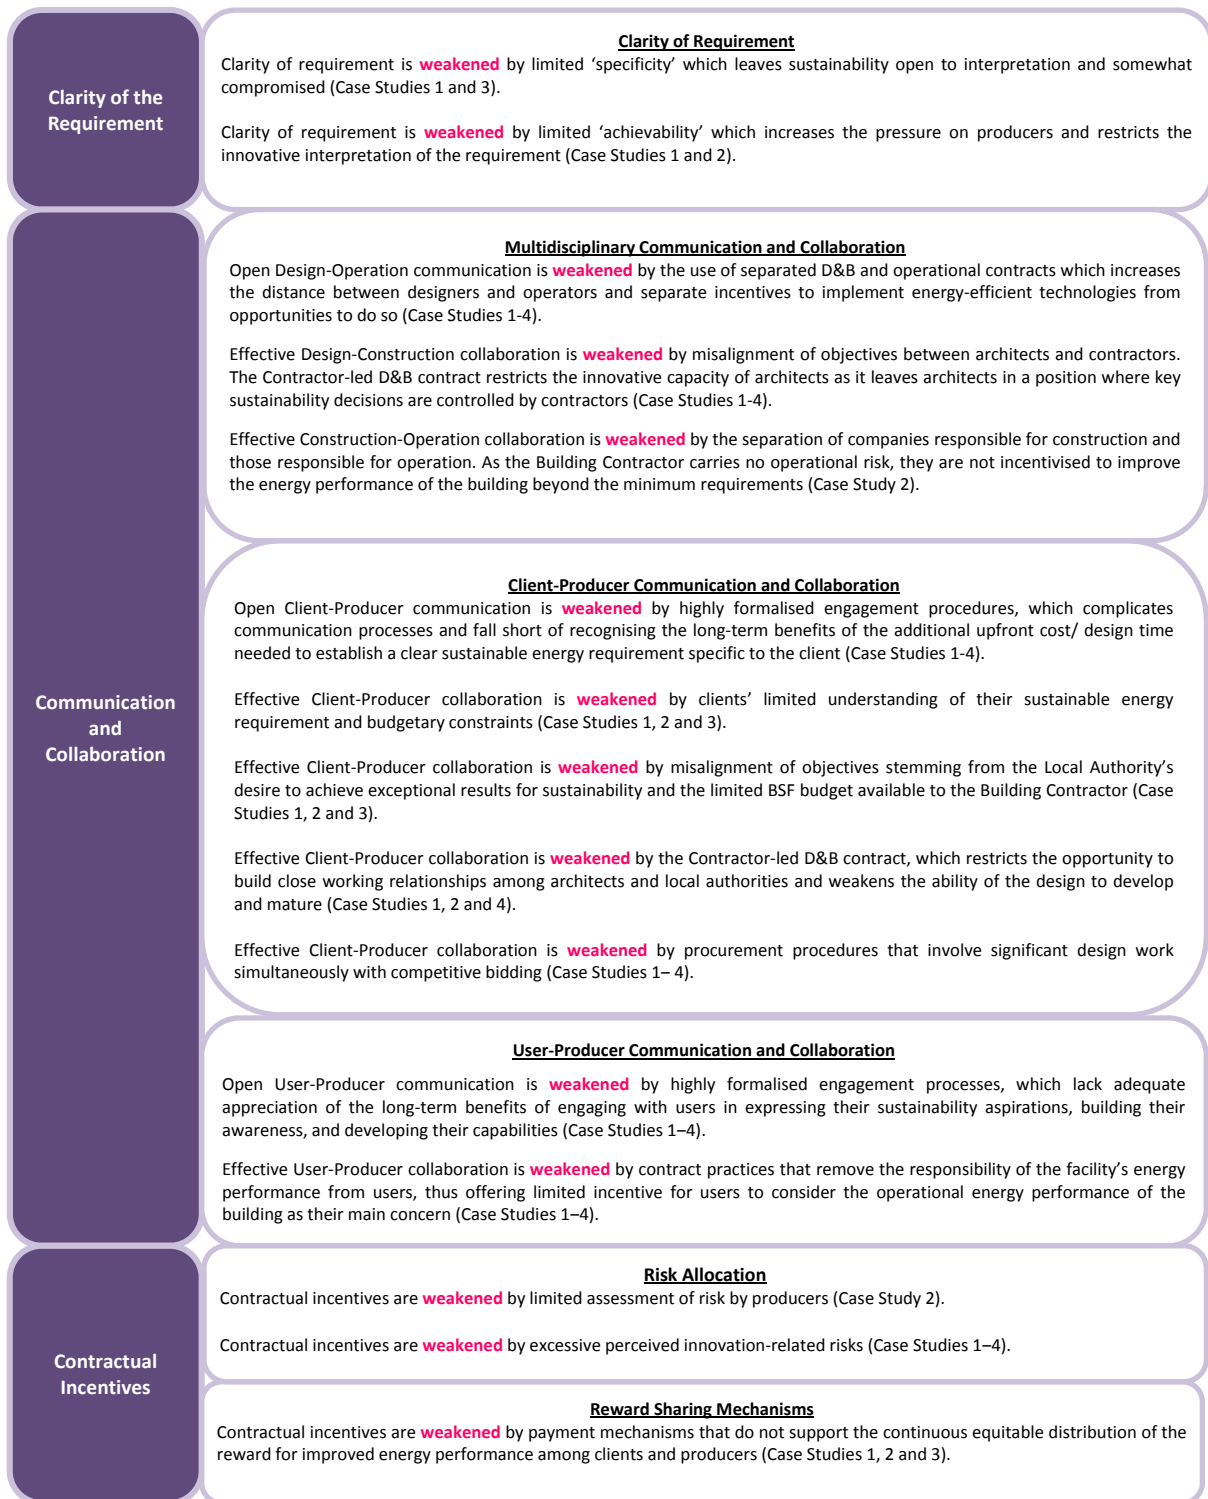 Clarity of the
Requirement
Clarity of Requirement
Clarity of requirement is weakened by limited ‘specificity’ which leaves sustainability open to interpretation and somewhat
compromised (Case Studies 1 and 3).
Clarity of requirement is weakened by limited ‘achievability’ which increases the pressure on producers and restricts the
innovative interpretation of the requirement (Case Studies 1 and 2).
Communication
and
Collaboration
Multidisciplinary Communication and Collaboration
Open Design-Operation communication is weakened by the use of separated D&B and operational contracts which increases
the distance between designers and operators and separate incentives to implement energy-efficient technologies from
opportunities to do so (Case Studies 1-4).
Effective Design-Construction collaboration is weakened by misalignment of objectives between architects and contractors.
The Contractor-led D&B contract restricts the innovative capacity of architects as it leaves architects in a position where key
sustainability decisions are controlled by contractors (Case Studies 1-4).
Effective Construction-Operation collaboration is weakened by the separation of companies responsible for construction and
those responsible for operation. As the Building Contractor carries no operational risk, they are not incentivised to improve
the energy performance of the building beyond the minimum requirements (Case Study 2).
Client-Producer Communication and Collaboration
Open Client-Producer communication is weakened by highly formalised engagement procedures, which complicates
communication processes and fall short of recognising the long-term benefits of the additional upfront cost/ design time
needed to establish a clear sustainable energy requirement specific to the client (Case Studies 1-4).
Effective Client-Producer collaboration is weakened by clients’ limited understanding of their sustainable energy
requirement and budgetary constraints (Case Studies 1, 2 and 3).
Effective Client-Producer collaboration is weakened by misalignment of objectives stemming from the Local Authority’s
desire to achieve exceptional results for sustainability and the limited BSF budget available to the Building Contractor (Case
Studies 1, 2 and 3).
Effective Client-Producer collaboration is weakened by the Contractor-led D&B contract, which restricts the opportunity to
build close working relationships among architects and local authorities and weakens the ability of the design to develop
and mature (Case Studies 1, 2 and 4).
Effective Client-Producer collaboration is weakened by procurement procedures that involve significant design work
simultaneously with competitive bidding (Case Studies 1– 4).
User-Producer Communication and Collaboration
Open User-Producer communication is weakened by highly formalised engagement processes, which lack adequate
appreciation of the long-term benefits of engaging with users in expressing their sustainability aspirations, building their
awareness, and developing their capabilities (Case Studies 1–4).
Effective User-Producer collaboration is weakened by contract practices that remove the responsibility of the facility’s energy
performance from users, thus offering limited incentive for users to consider the operational energy performance of the
building as their main concern (Case Studies 1–4).
Contractual
Incentives
Risk Allocation
Contractual incentives are weakened by limited assessment of risk by producers (Case Study 2).
Contractual incentives are weakened by excessive perceived innovation-related risks (Case Studies 1–4).
Reward Sharing Mechanisms
Contractual incentives are weakened by payment mechanisms that do not support the continuous equitable distribution of the
reward for improved energy performance among clients and producers (Case Studies 1, 2 and 3).